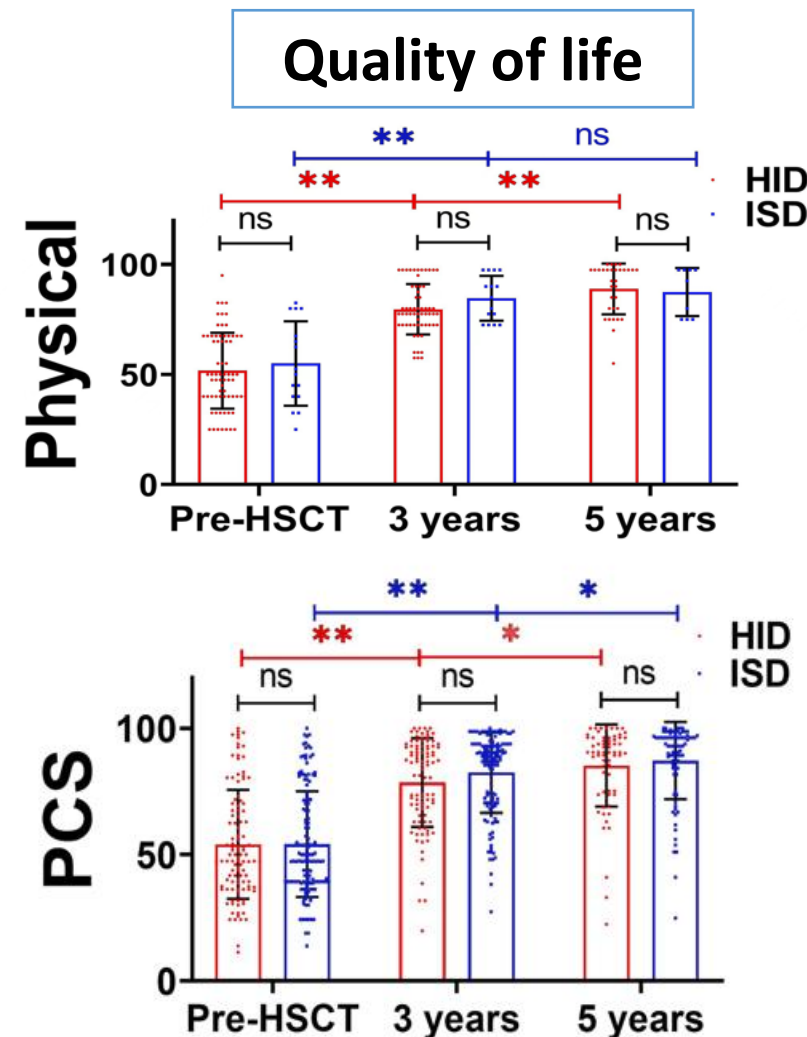 Quality of life
** ns
** **
HID
ISD
ns ns ns
Physical
100
50
0
Pre-HSCT 3 years 5 years
** *
** *
HID
ISD
ns ns ns
PCS
100
50
0
Pre-HSCT 3 years 5 years